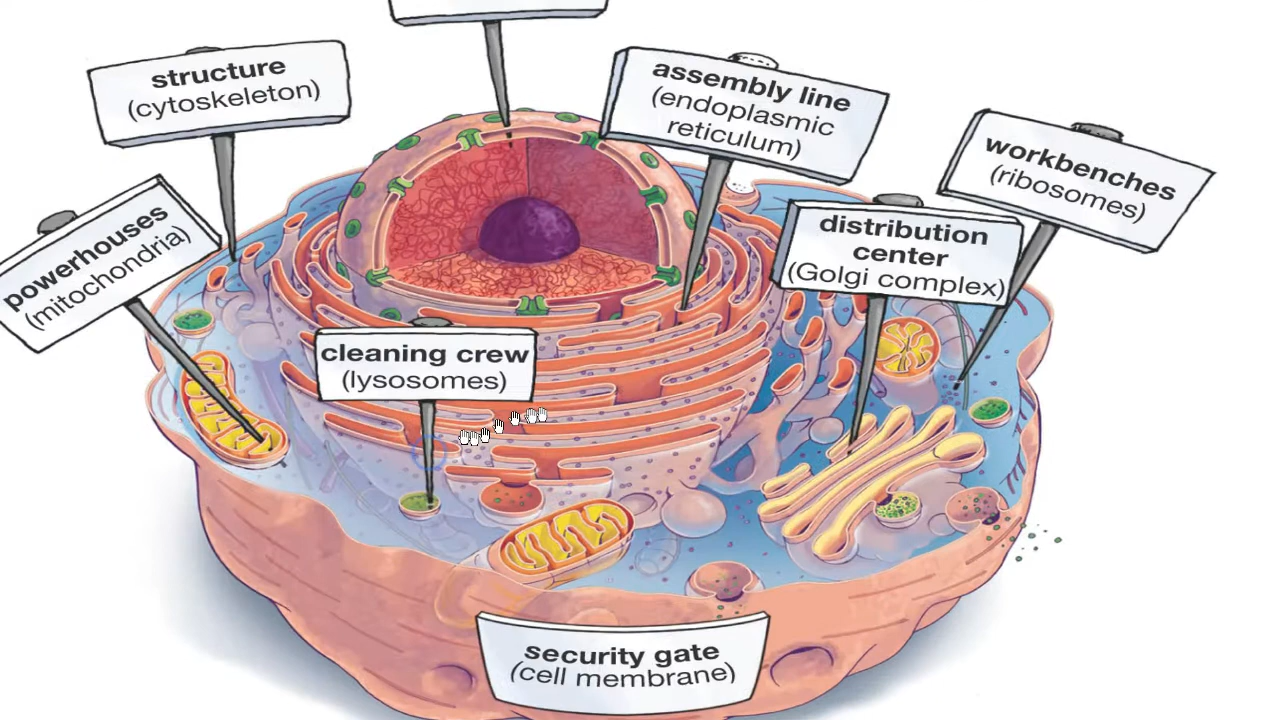 structure
(cytoskeleton)
assembly line
(endoplasmic
reticulum)
workbenches
(ribosomes)
powerhouses
(mitochondria)
distribution
center
(Golgi complex)
cleaning crew
(lysosomes)
security gate
(cell membrane)